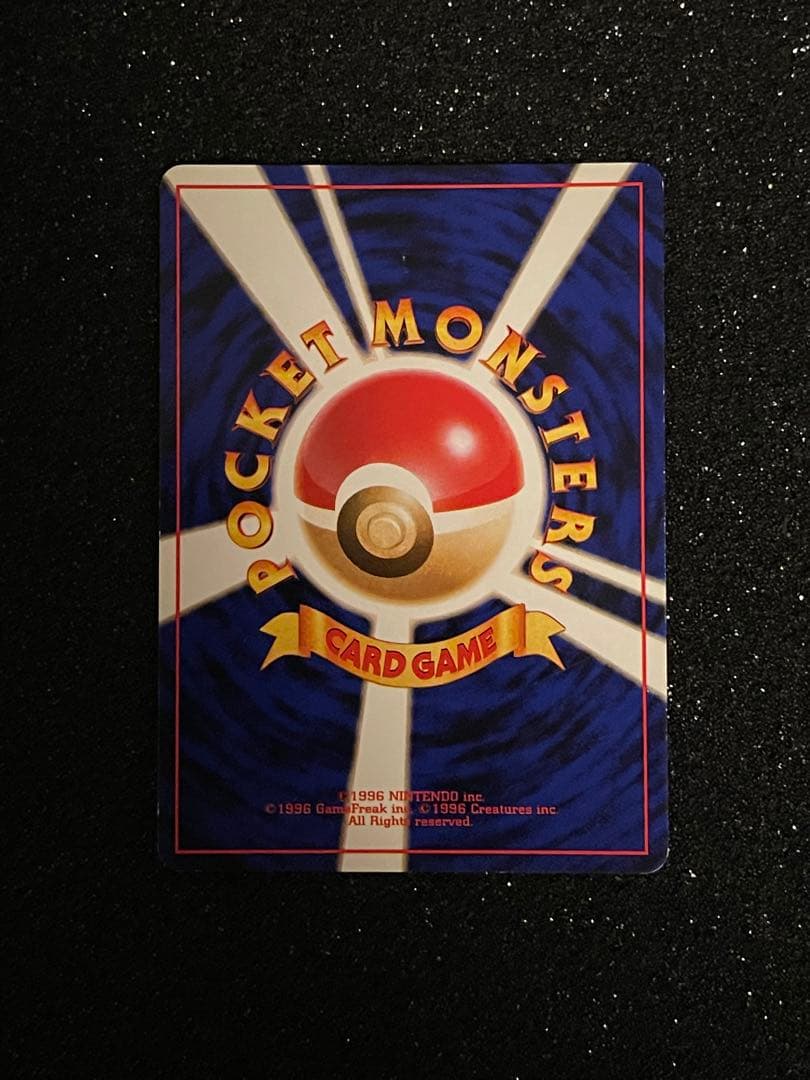 POCKET MONSTERS
CARD GAME
©1996 NINTENDO inc.
©1996 GameFreak inc. ©1996 Creatures inc.
All Rights reserved.